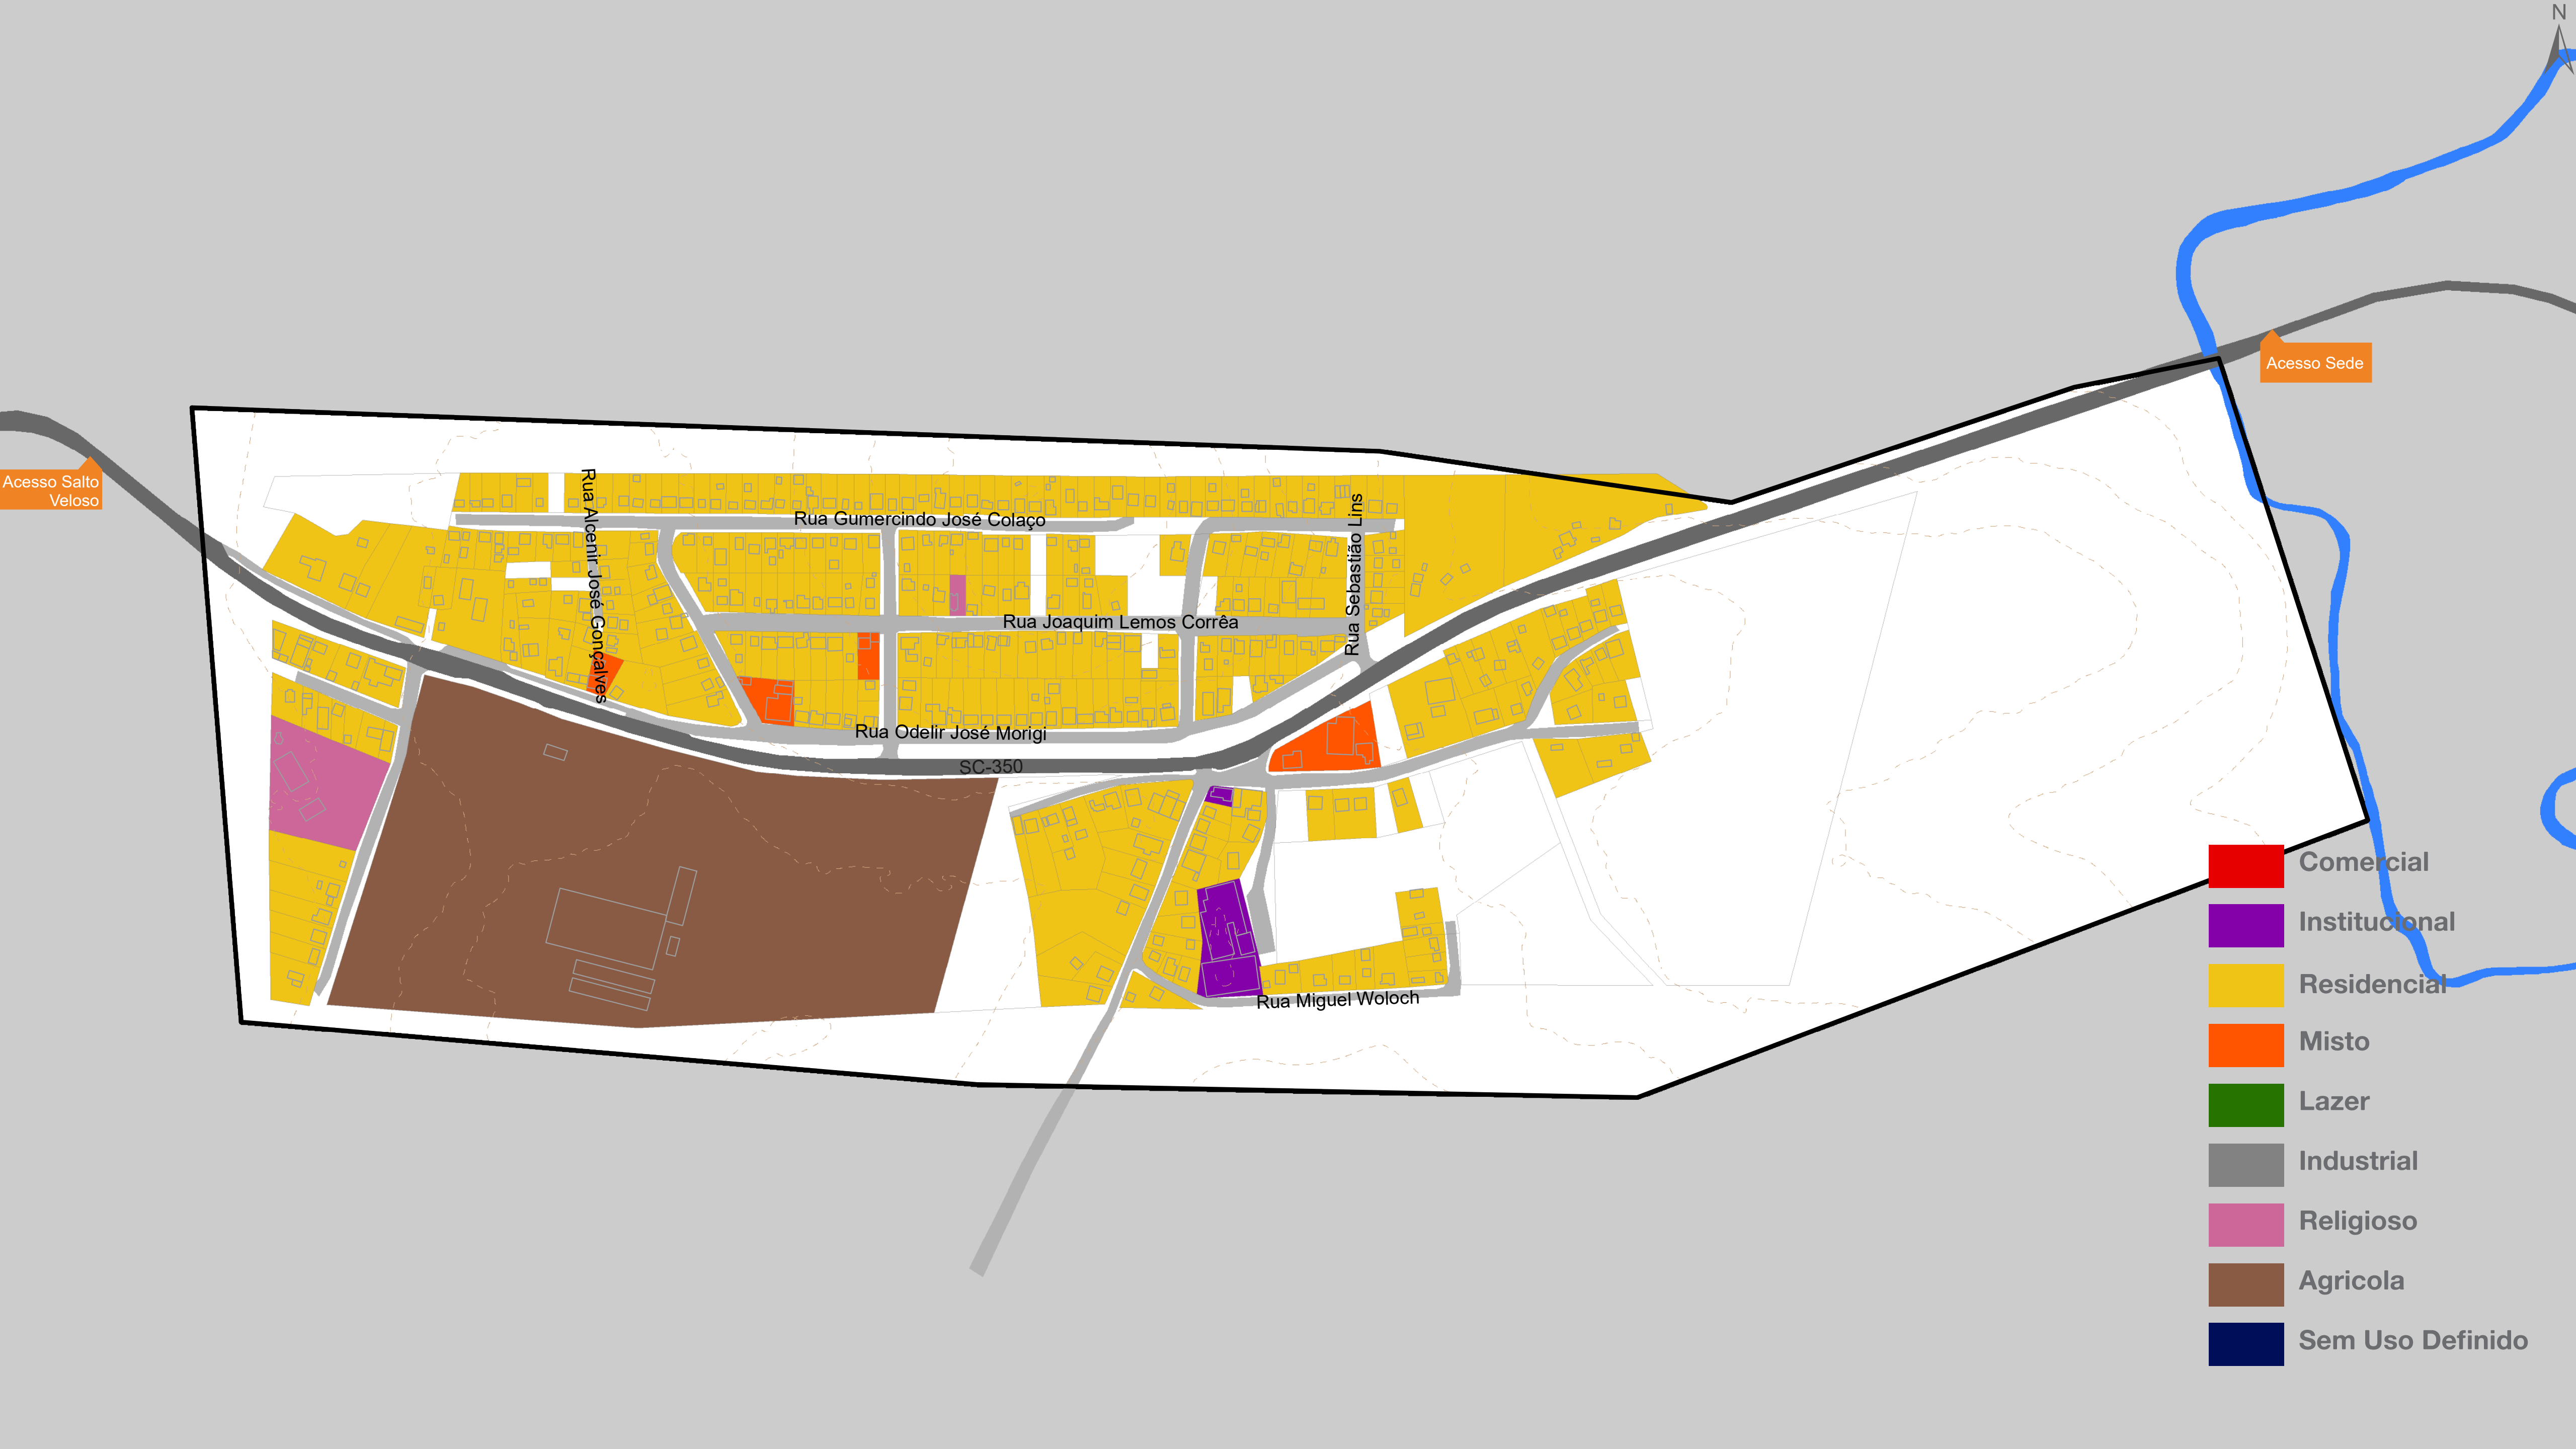 N
Acesso Sede
Acesso Salto
Veloso
Rua Alcenir José Gonçalves
Rua Gumercindo José Colaço
Rua Sebastião Lins
Rua Joaquim Lemos Corrêa
Rua Odelir José Morigi
SC-350
Rua Miguel Woloch
Comercial
Institucional
Residencial
Misto
Lazer
Industrial
Religioso
Agricola
Sem Uso Definido